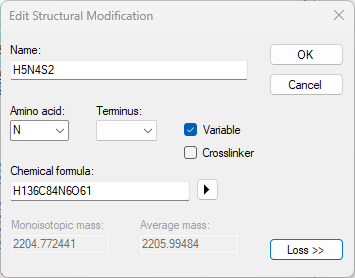 Edit Structural Modification
Name:
H5N4S2
OK
Cancel
Amino acid: Terminus:
N
Variable
Crosslinker
Chemical formula:
H136C84N6O61
Monoisotopic mass: Average mass:
2204.772441 2205.99484
Loss >>